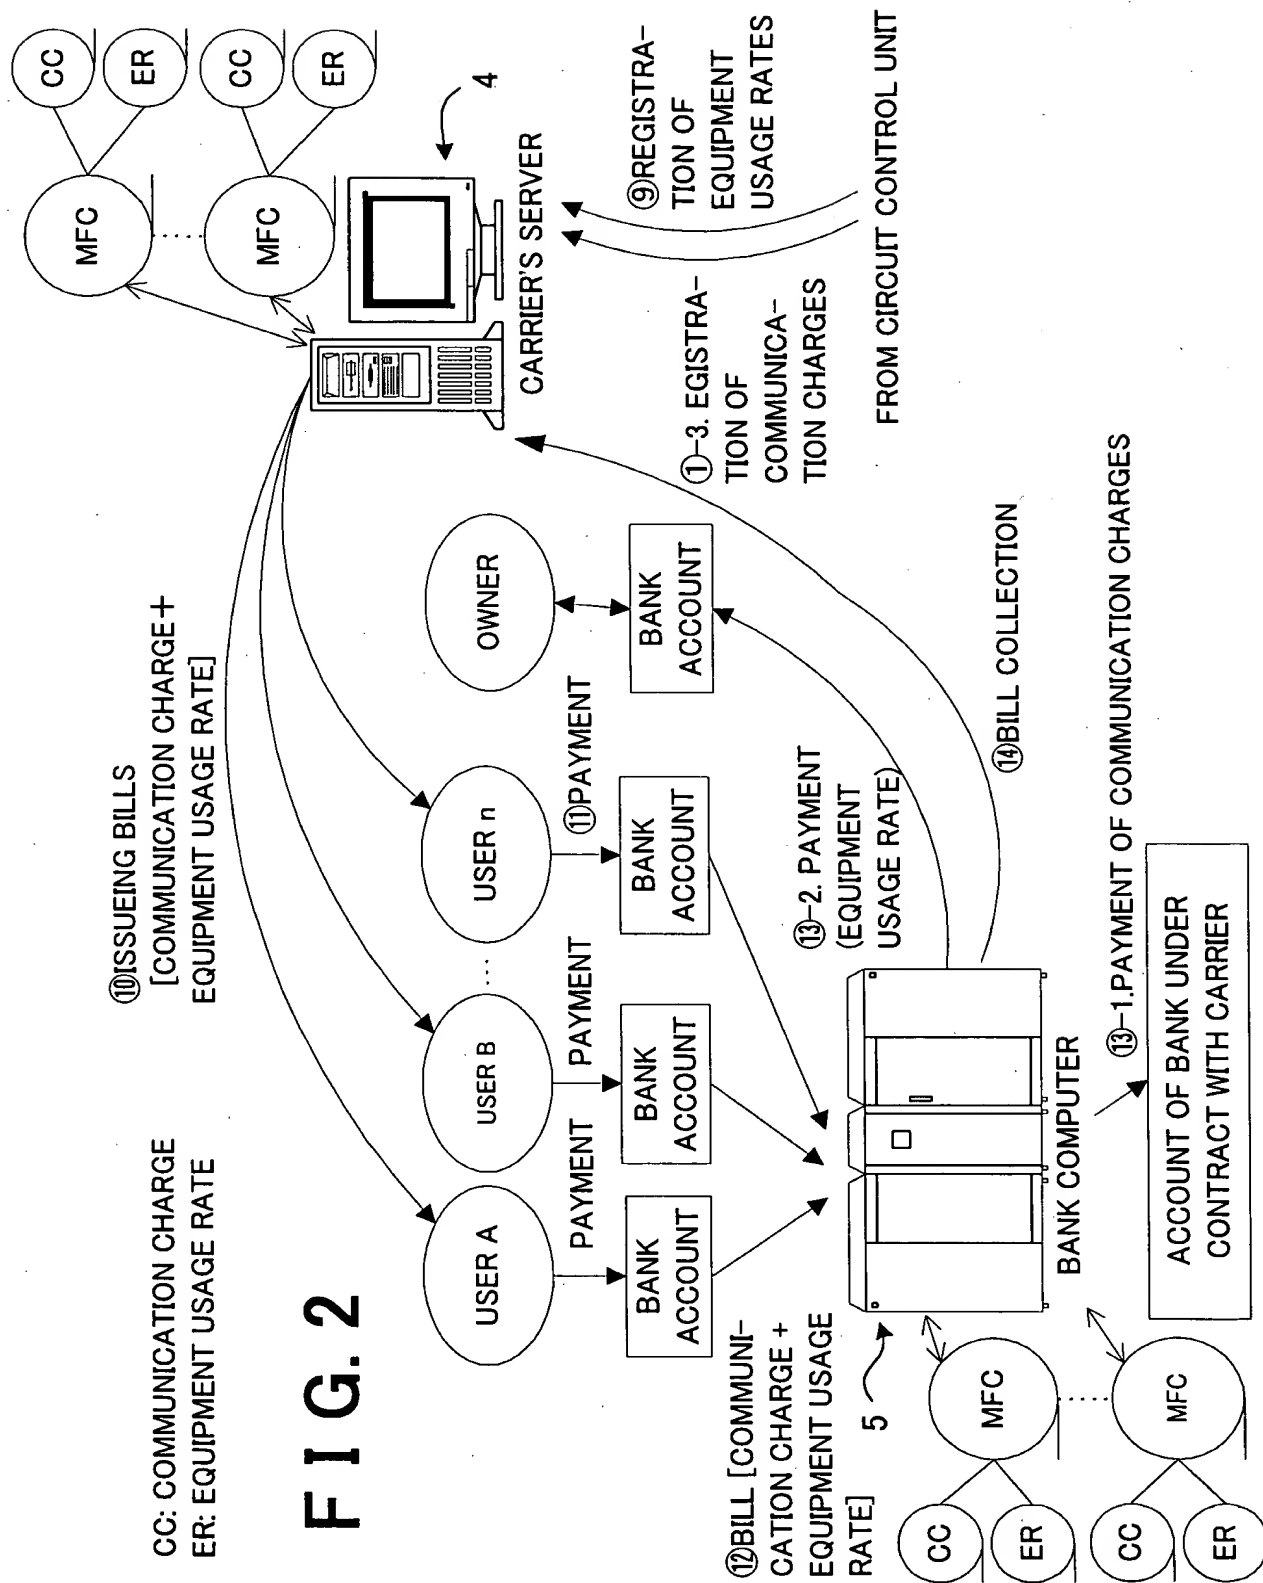 CC: COMMUNICATION CHARGE
ER: EQUIPMENT USAGE RATE
FIG. 2
⑩ISSUEING BILLS
[COMMUNICATION CHARGE+
EQUIPMENT USAGE RATE]
MFC
CC
ER
MFC
CC
ER
4
CARRIER'S SERVER
⑨REGISTRA-
TION OF
EQUIPMENT
USAGE RATES
①-3. EGISTRA-
TION OF
COMMUNICA-
TION CHARGES
FROM CIRCUIT CONTROL UNIT
USER A
USER B
USER n
OWNER
PAYMENT
PAYMENT
⑪PAYMENT
BANK
ACCOUNT
BANK
ACCOUNT
BANK
ACCOUNT
BANK
ACCOUNT
⑫BILL [COMMUNI-
CATION CHARGE +
EQUIPMENT USAGE
RATE]
5
⑬-2. PAYMENT
(EQUIPMENT
USAGE RATE)
⑭BILL COLLECTION
BANK COMPUTER
⑬-1.PAYMENT OF COMMUNICATION CHARGES
ACCOUNT OF BANK UNDER
CONTRACT WITH CARRIER
CC
ER
MFC
CC
ER
MFC